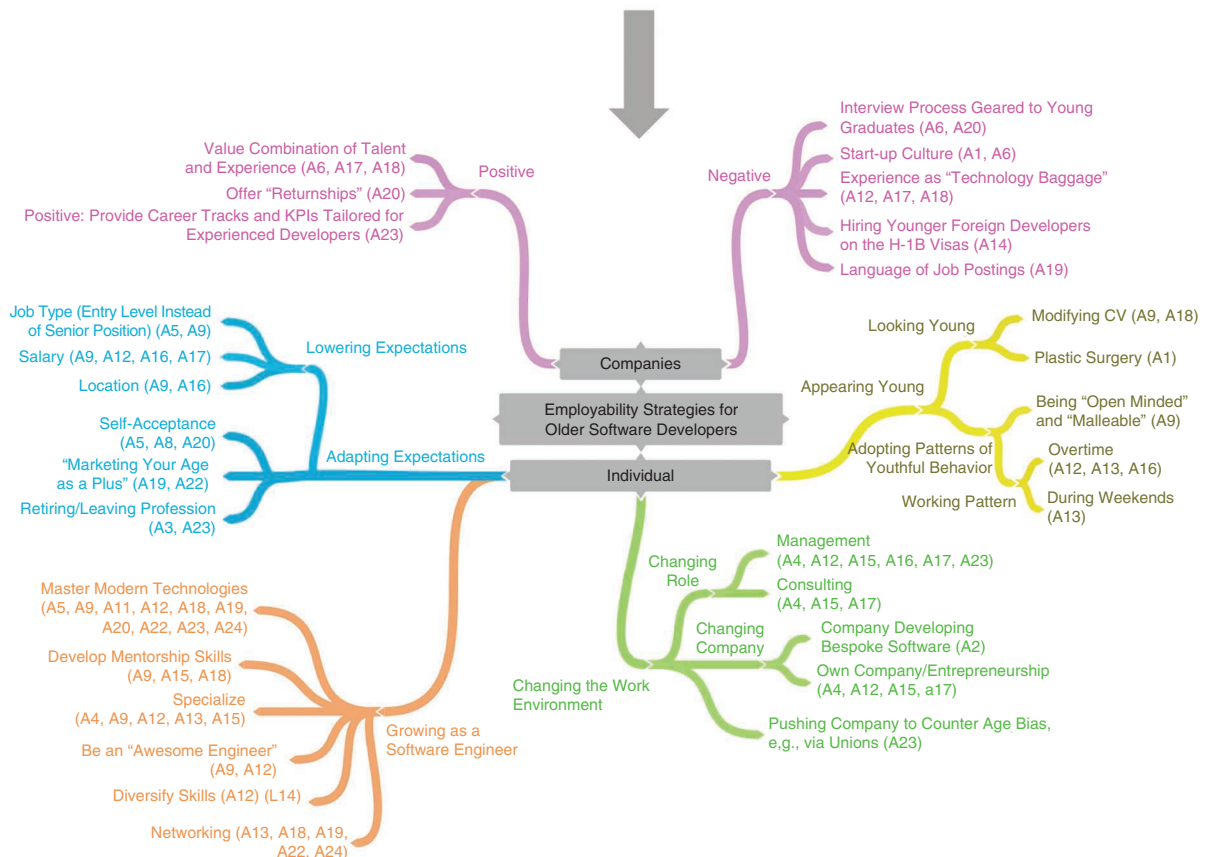 Value Combination of Talent
and Experience (A6, A17, A18)
Offer “Returnships” (A20)
Positive: Provide Career Tracks and KPIs Tailored for
Experienced Developers (A23)
Positive
Negative
Interview Process Geared to Young
Graduates (A6, A20)
Start-up Culture (A1, A6)
Experience as “Technology Baggage”
(A12, A17, A18)
Hiring Younger Foreign Developers
on the H-1B Visas (A14)
Language of Job Postings (A19)
Companies
Employability Strategies for
Older Software Developers
Individual
Job Type (Entry Level Instead
of Senior Position) (A5, A9)
Salary (A9, A12, A16, A17)
Location (A9, A16)
Lowering Expectations
Self-Acceptance
(A5, A8, A20)
“Marketing Your Age
as a Plus” (A19, A22)
Retiring/Leaving Profession
(A3, A23)
Adapting Expectations
Looking Young
Modifying CV (A9, A18)
Plastic Surgery (A1)
Appearing Young
Being “Open Minded”
and “Malleable” (A9)
Adopting Patterns of
Youthful Behavior
Overtime
(A12, A13, A16)
Working Pattern
During Weekends
(A13)
Master Modern Technologies
(A5, A9, A11, A12, A18, A19,
A20, A22, A23, A24)
Develop Mentorship Skills
(A9, A15, A18)
Specialize
(A4, A9, A12, A13, A15)
Be an “Awesome Engineer”
(A9, A12)
Diversify Skills (A12) (L14)
Networking (A13, A18, A19,
A22, A24)
Growing as a
Software Engineer
Changing
Role
Management
(A4, A12, A15, A16, A17, A23)
Consulting
(A4, A15, A17)
Changing
Company
Company Developing
Bespoke Software (A2)
Own Company/Entrepreneurship
(A4, A12, A15, a17)
Changing the Work
Environment
Pushing Company to Counter Age Bias,
e.g., via Unions (A23)